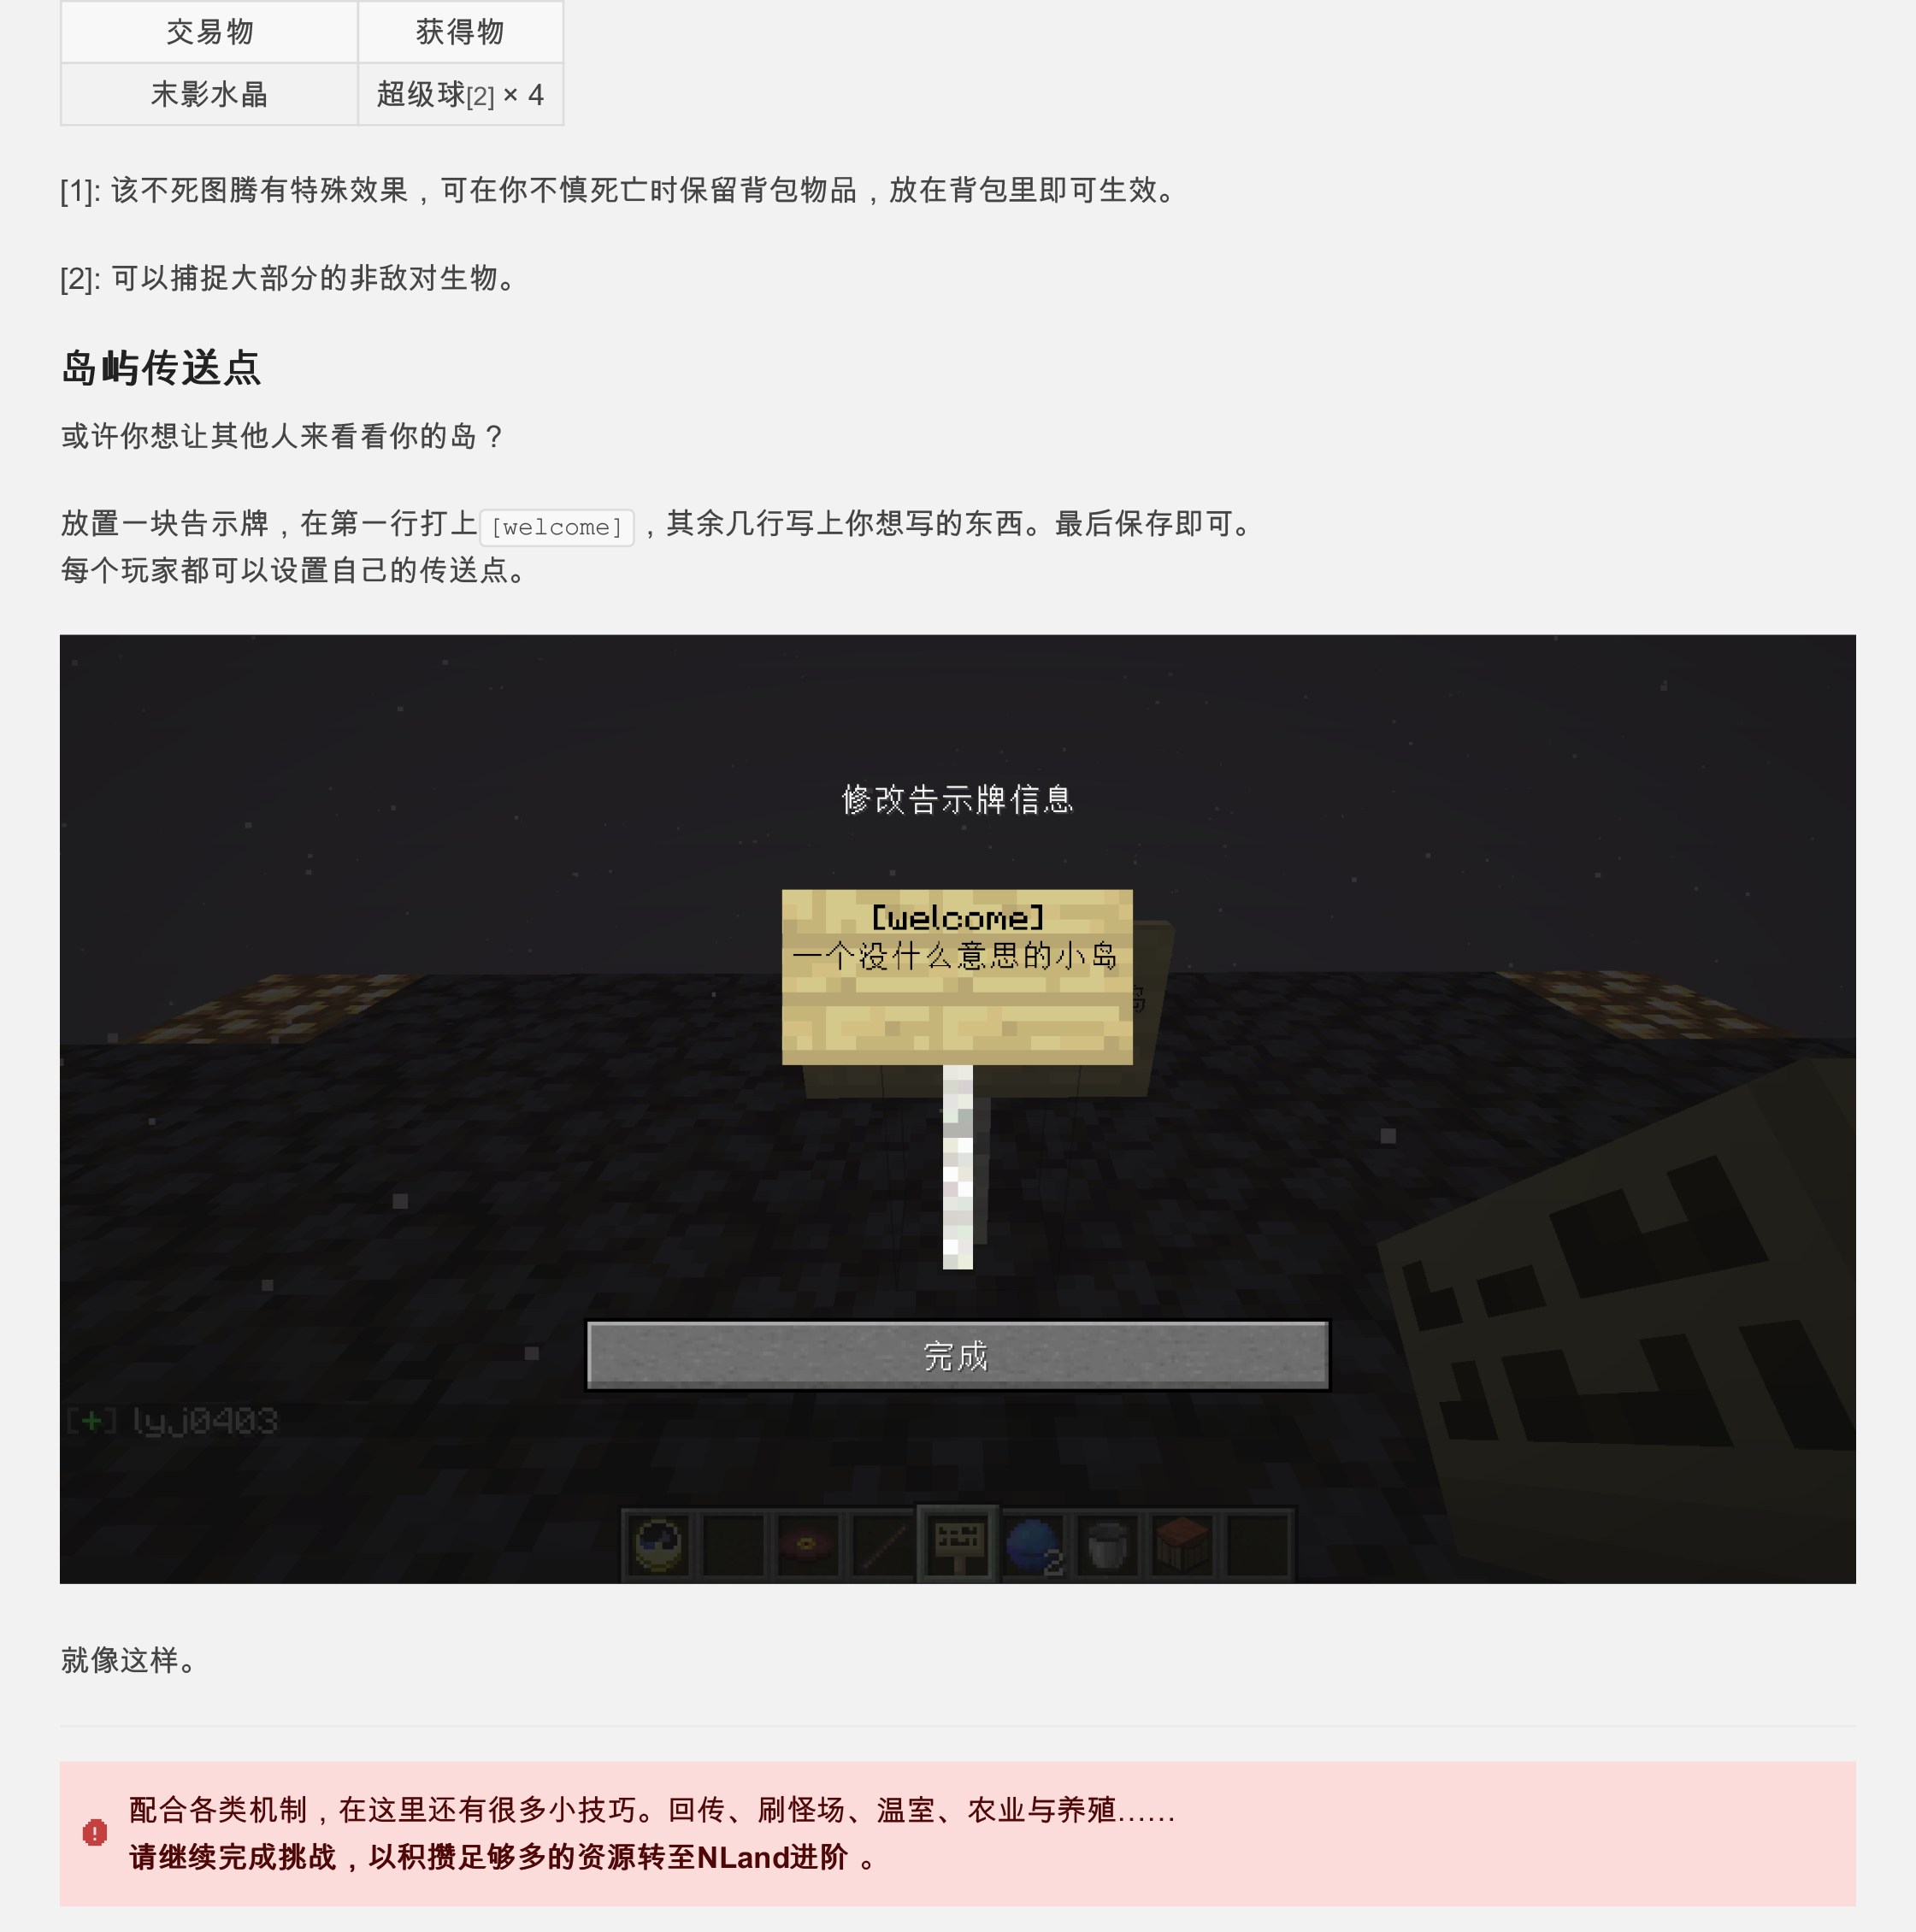 交易物 获得物
末影水晶 超级球[2] × 4
[1]: 该不死图腾有特殊效果，可在你不慎死亡时保留背包物品，放在背包里即可生效。
[2]: 可以捕捉大部分的非敌对生物。
岛屿传送点
或许你想让其他人来看看你的岛？
放置一块告示牌，在第一行打上 [welcome] ，其余几行写上你想写的东西。最后保存即可。
每个玩家都可以设置自己的传送点。
修改告示牌信息
[welcome]
一个没什么意思的小岛
岛
完成
[+] lyj0403
2
就像这样。
配合各类机制，在这里还有很多小技巧。回传、刷怪场、温室、农业与养殖……
请继续完成挑战，以积攒足够多的资源转至NLand进阶 。